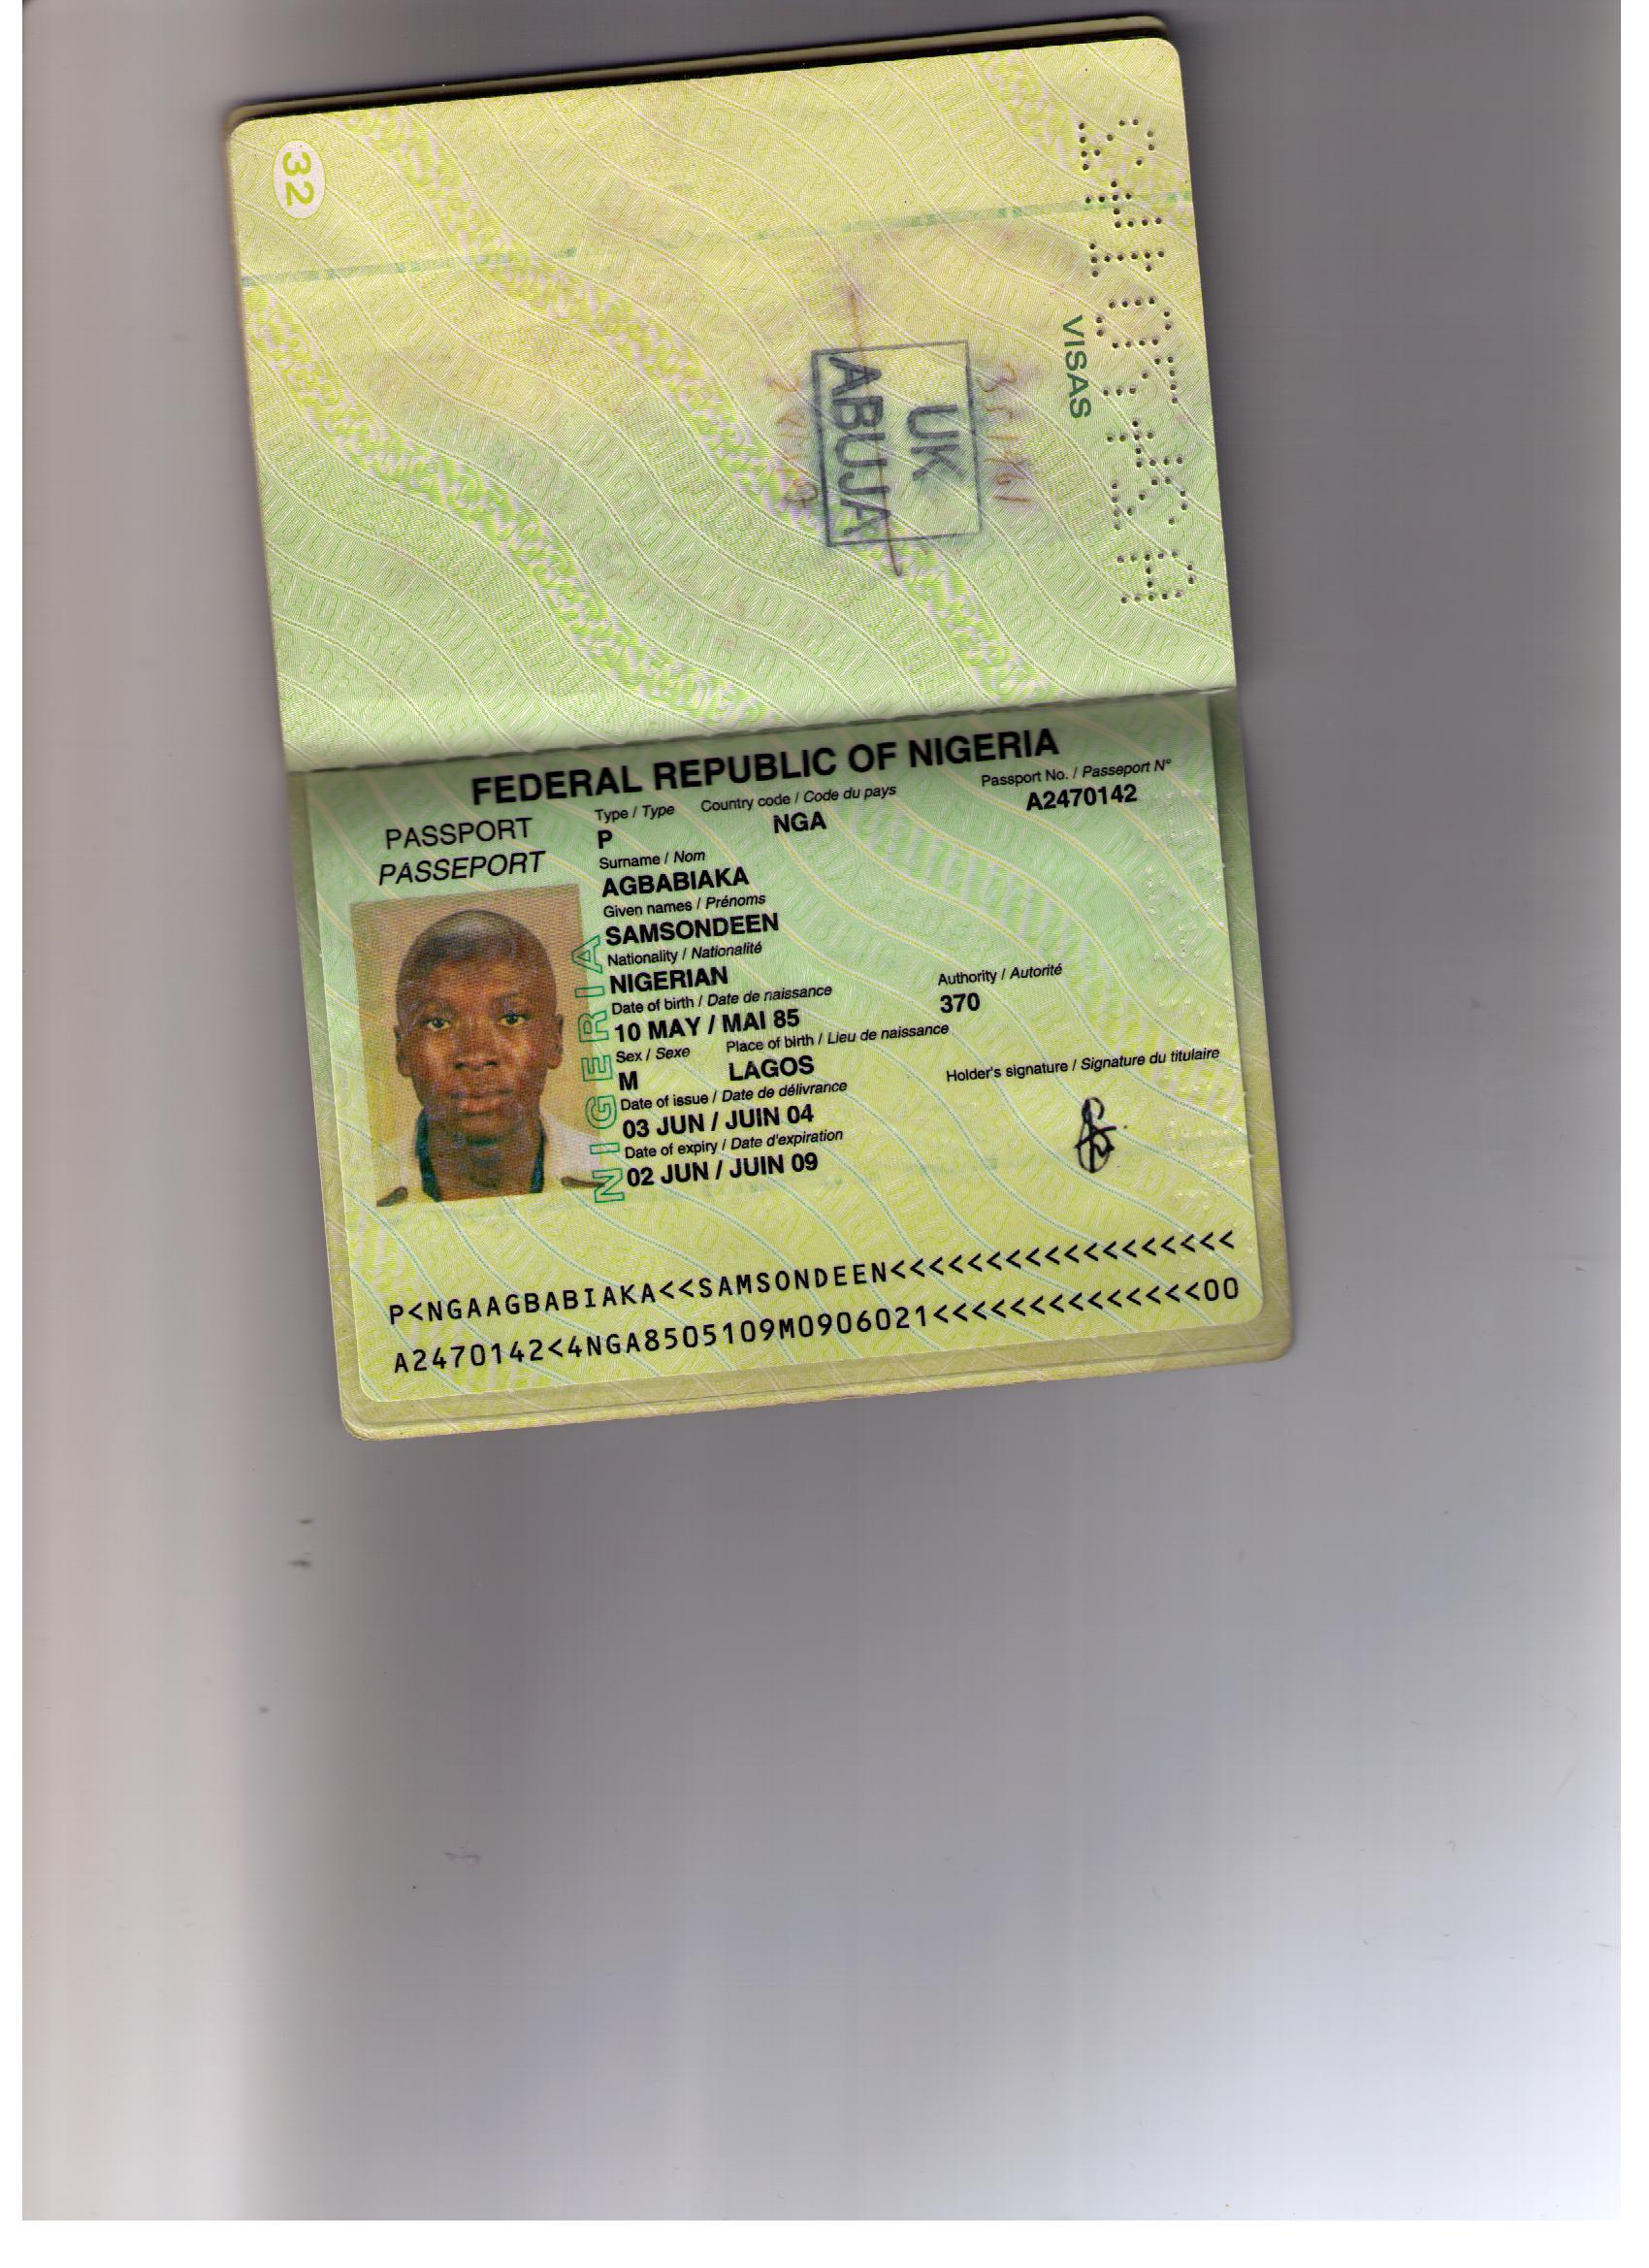 32
VISAS
UK
ABUJA
FEDERAL REPUBLIC OF NIGERIA
PASSPORT
PASSEPORT
Type / Type Country code / Code du pays Passport No. / Passeport N°
P NGA A2470142
Surname / Nom
AGBABIAKA
Given names / Prénoms
SAMSONDEEN
Nationality / Nationalité
NIGERIAN
Date of birth / Date de naissance Authority / Autorité
10 MAY / MAI 85 370
Sex / Sexe Place of birth / Lieu de naissance
M LAGOS
Date of issue / Date de délivrance Holder's signature / Signature du titulaire
03 JUN / JUIN 04
Date of expiry / Date d'expiration
02 JUN / JUIN 09
NIGERIA
P<NGAAGBABIAKA<<SAMSONDEEN<<<<<<<<<<<<<<<<<<
A2470142<4NGA8505109M0906021<<<<<<<<<<<<<<00